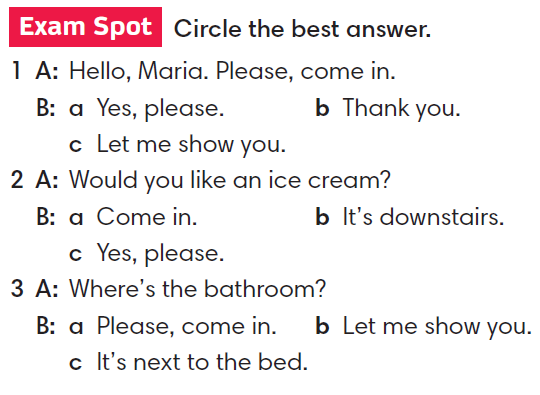 Exam Spot Circle the best answer.
1 A: Hello, Maria. Please, come in.
B: a Yes, please. b Thank you.
c Let me show you.
2 A: Would you like an ice cream?
B: a Come in. b It's downstairs.
c Yes, please.
3 A: Where's the bathroom?
B: a Please, come in. b Let me show you.
c It's next to the bed.